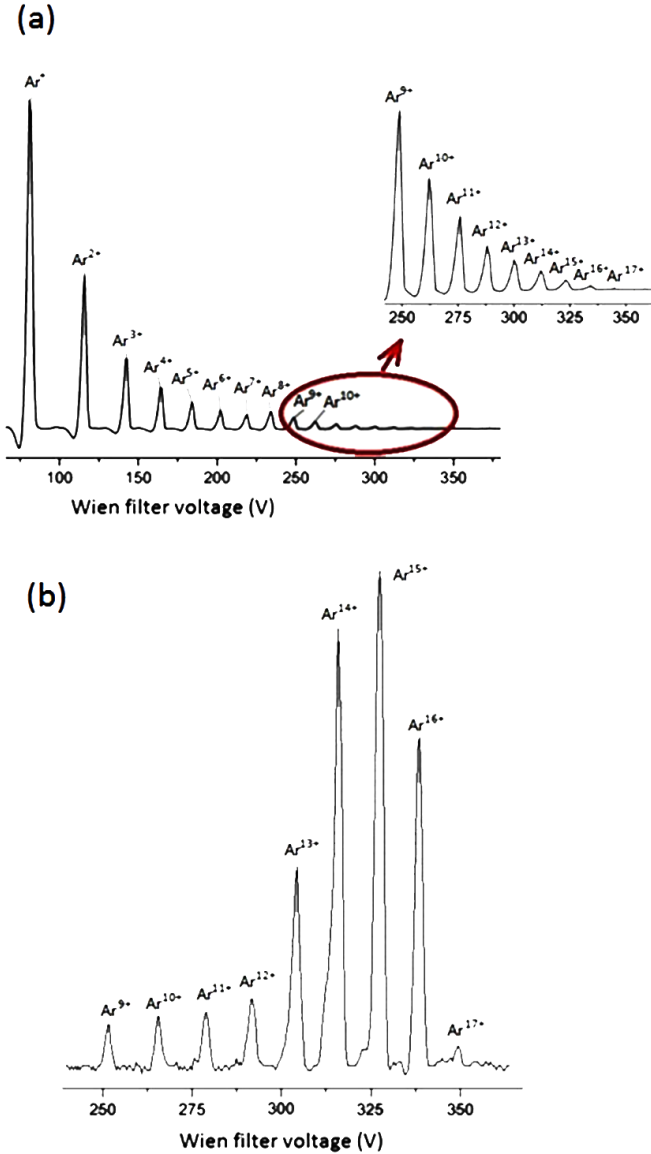 (a)
Ar⁺
Ar²⁺
Ar³⁺
Ar⁴⁺
Ar⁵⁺
Ar⁶⁺
Ar⁷⁺
Ar⁸⁺
Ar⁹⁺
Ar¹⁰⁺
100 150 200 250 300 350
Wien filter voltage (V)
Ar⁹⁺
Ar¹⁰⁺
Ar¹¹⁺
Ar¹²⁺
Ar¹³⁺
Ar¹⁴⁺
Ar¹⁵⁺
Ar¹⁶⁺
Ar¹⁷⁺
250 275 300 325 350
(b)
Ar⁹⁺
Ar¹⁰⁺
Ar¹¹⁺
Ar¹²⁺
Ar¹³⁺
Ar¹⁴⁺
Ar¹⁵⁺
Ar¹⁶⁺
Ar¹⁷⁺
250 275 300 325 350
Wien filter voltage (V)